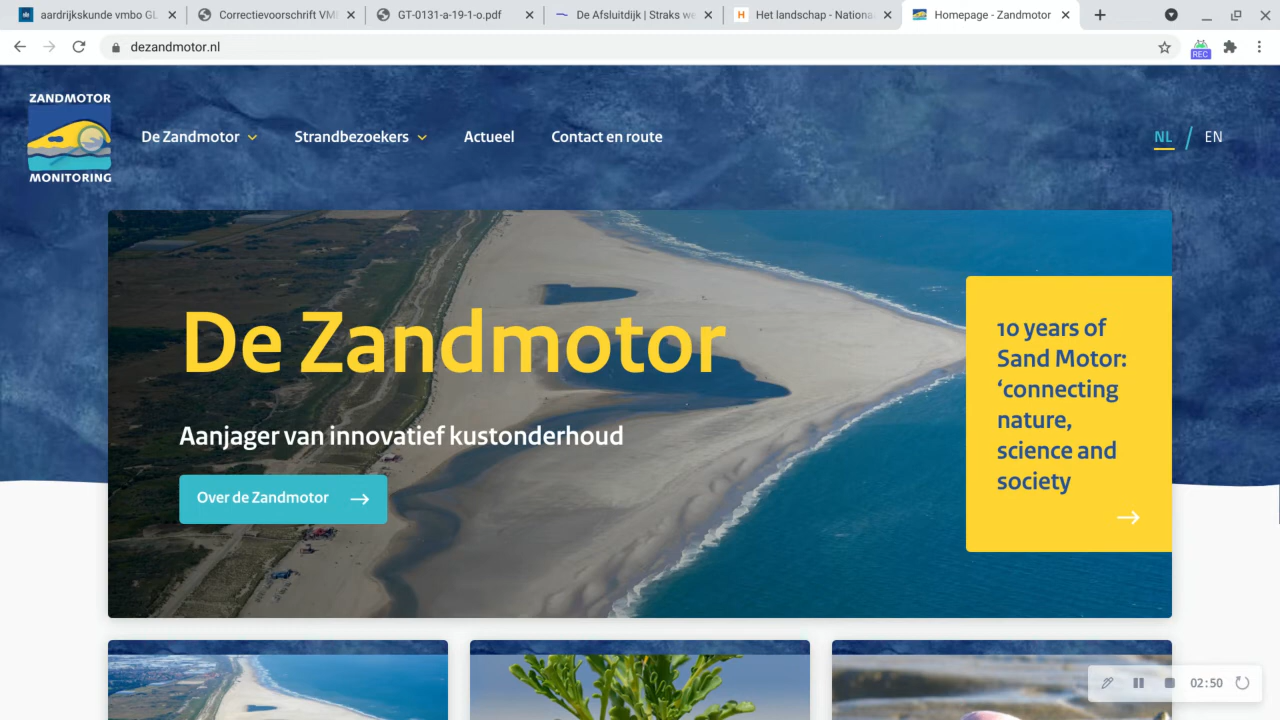 aardrijkskunde vmbo GL
Correctievoorschrift VM
GT-0131-a-19-1-o.pdf
De Afsluitdijk | Straks we
Het landschap - Nationa
Homepage - Zandmotor
dezandmotor.nl
REC
ZANDMOTOR
MONITORING
De Zandmotor
Strandbezoekers
Actueel
Contact en route
NL / EN
De Zandmotor
Aanjager van innovatief kustonderhoud
Over de Zandmotor
10 years of
Sand Motor:
‘connecting
nature,
science and
society
02:50